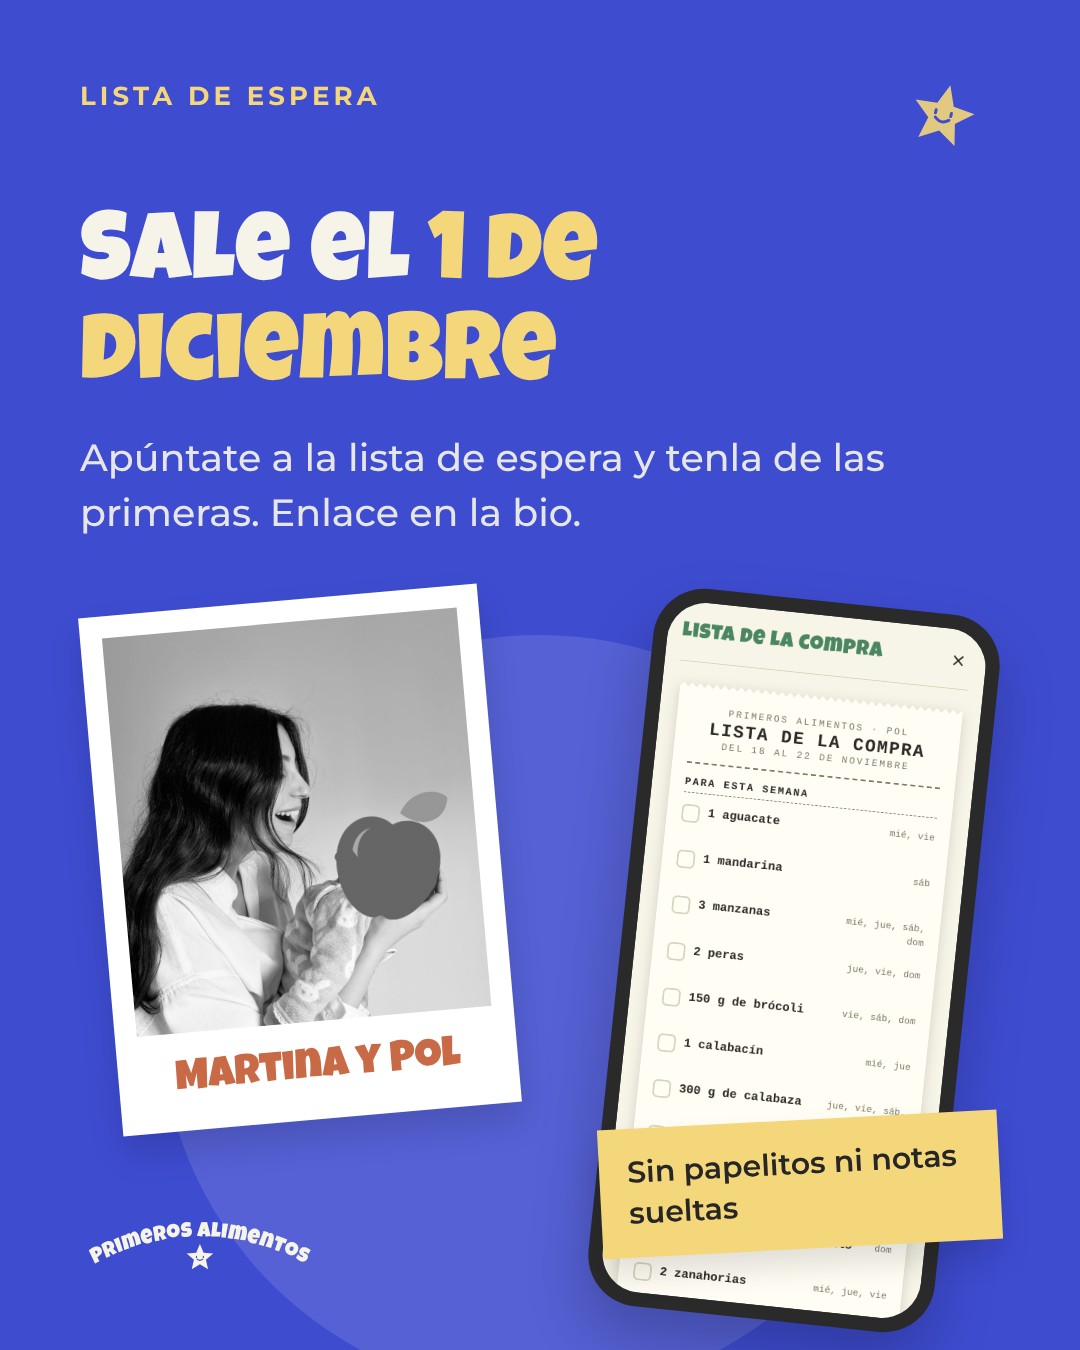 LISTA DE ESPERA
SALE EL 1 DE
DICIEMBRE
Apúntate a la lista de espera y tenla de las
primeras. Enlace en la bio.
MARTINA Y POL
PRIMEROS ALIMENTOS
LISTA DE LA COMPRA
×
PRIMEROS ALIMENTOS · POL
LISTA DE LA COMPRA
DEL 18 AL 22 DE NOVIEMBRE
PARA ESTA SEMANA
1 aguacate mié, vie
1 mandarina sáb
3 manzanas mié, jue, sáb,
dom
2 peras jue, vie, dom
150 g de brócoli vie, sáb, dom
1 calabacín mié, jue
300 g de calabaza jue, vie, sáb
Sin papelitos ni notas
sueltas
dom
2 zanahorias mié, jue, vie